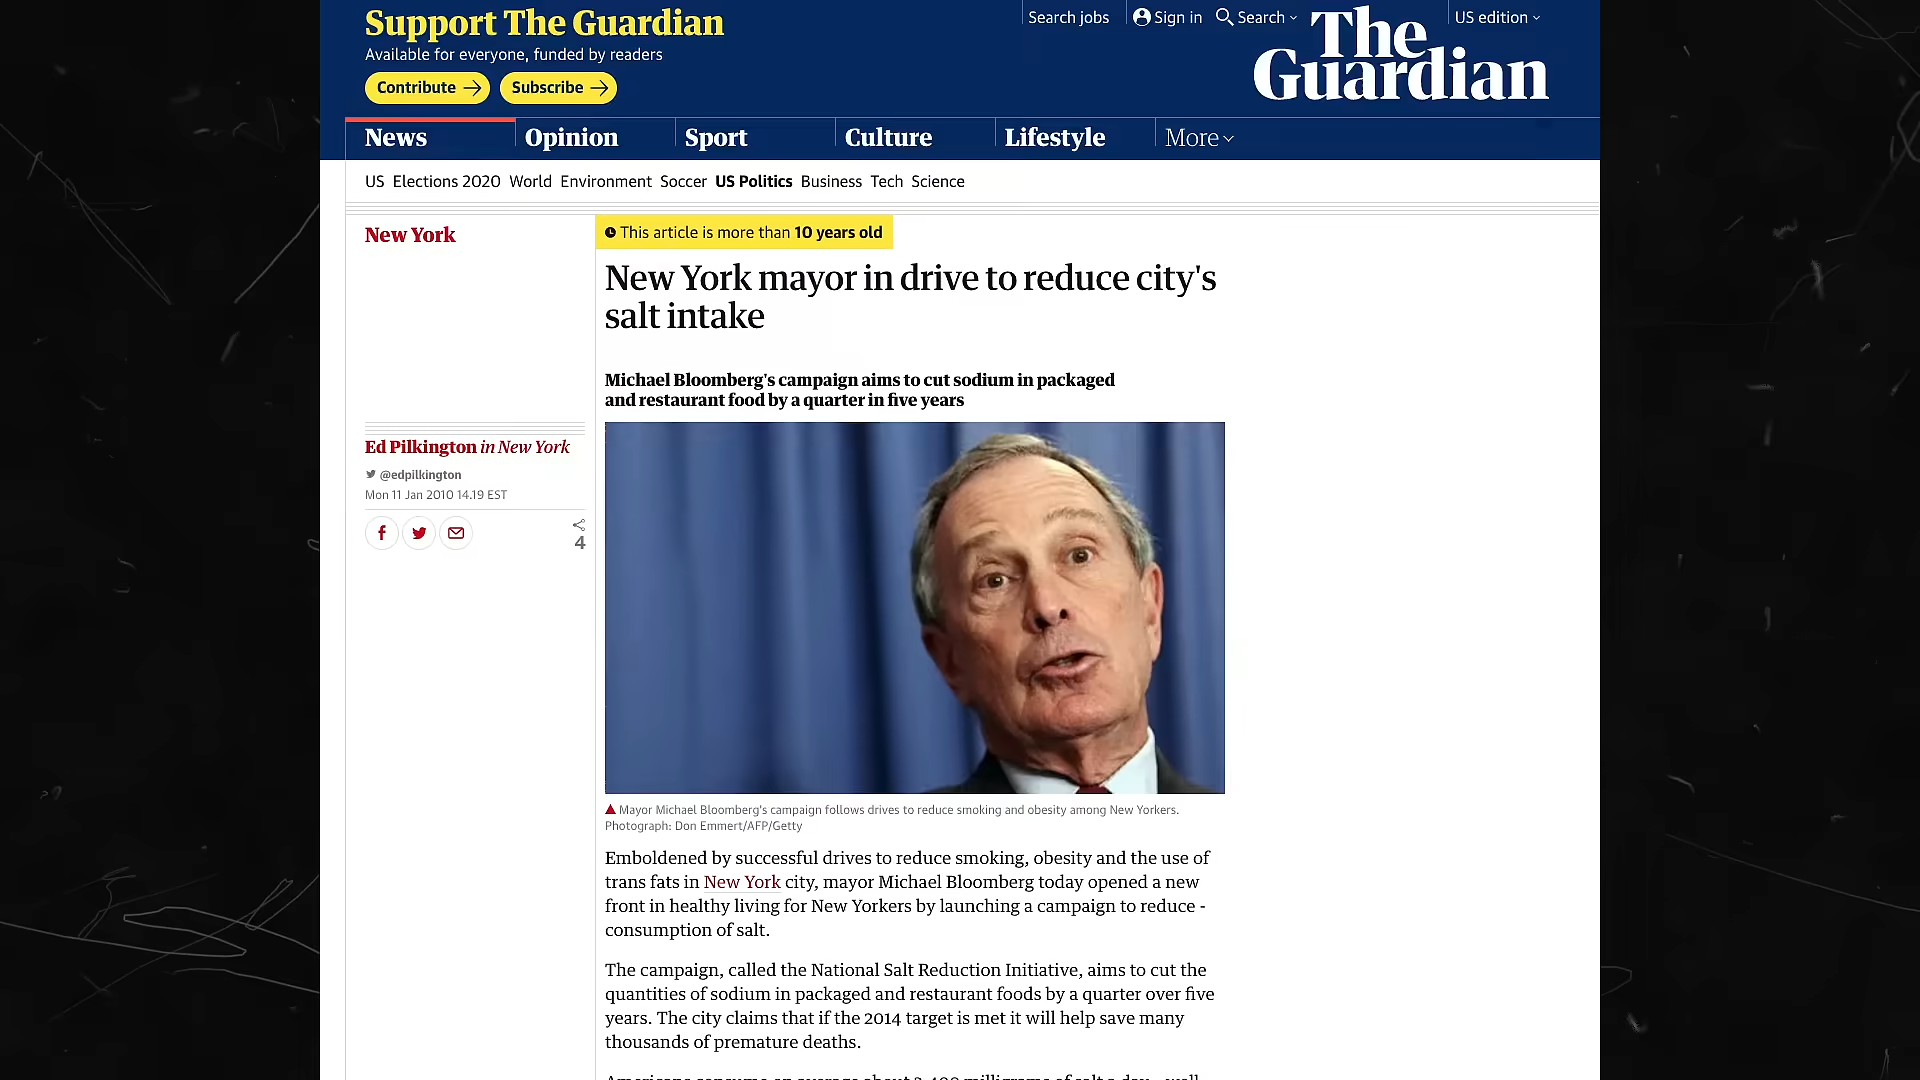 Support The Guardian
Available for everyone, funded by readers
Contribute
Subscribe
Search jobs
Sign in
Search
US edition
The
Guardian
News
Opinion
Sport
Culture
Lifestyle
More
US Elections 2020 World Environment Soccer US Politics Business Tech Science
New York
This article is more than 10 years old
New York mayor in drive to reduce city's
salt intake
Michael Bloomberg's campaign aims to cut sodium in packaged
and restaurant food by a quarter in five years
Ed Pilkington in New York
@edpilkington
Mon 11 Jan 2010 14.19 EST
4
Mayor Michael Bloomberg's campaign follows drives to reduce smoking and obesity among New Yorkers.
Photograph: Don Emmert/AFP/Getty
Emboldened by successful drives to reduce smoking, obesity and the use of
trans fats in New York city, mayor Michael Bloomberg today opened a new
front in healthy living for New Yorkers by launching a campaign to reduce -
consumption of salt.
The campaign, called the National Salt Reduction Initiative, aims to cut the
quantities of sodium in packaged and restaurant foods by a quarter over five
years. The city claims that if the 2014 target is met it will help save many
thousands of premature deaths.